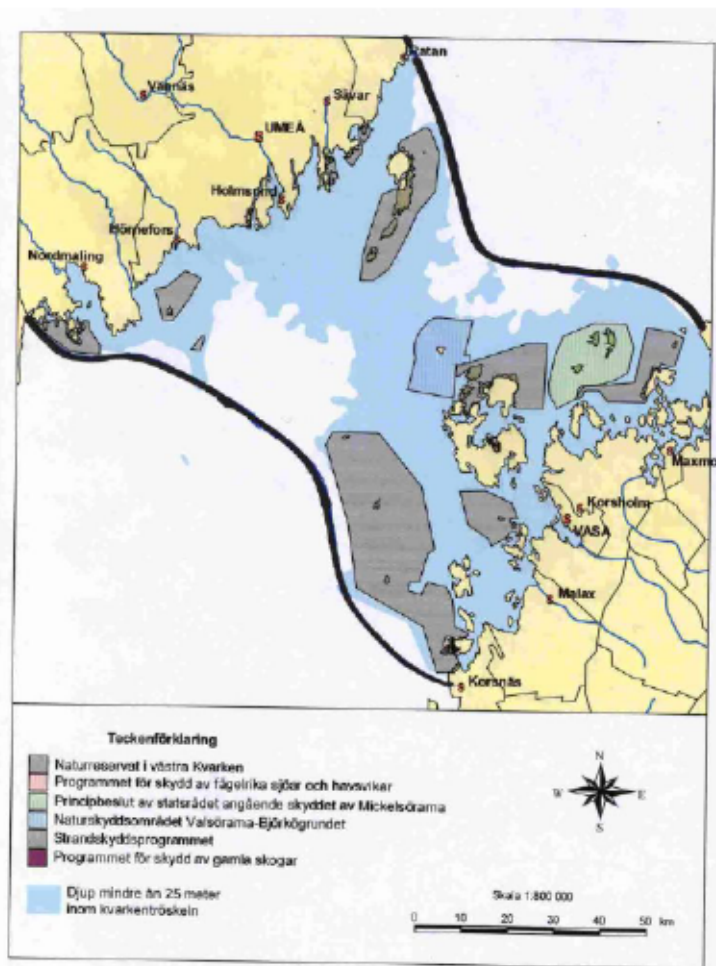 Ratan
Vännäs
Sävar
UMEÅ
Holmsund
Hörnefors
Nordmaling
Maxmo
Korsholm
VASA
Malax
Korsnäs
Teckenförklaring
Naturreservat i västra Kvarken
Programmet för skydd av fågelrika sjöar och havsvikar
Principbeslut av statsrådet angående skyddet av Mickelsörarna
Naturskyddsområdet Valsörarna-Björkögrundet
Strandskyddsprogrammet
Programmet för skydd av gamla skogar
Djup mindre än 25 meter
inom kvarkentröskeln
N
W E
S
Skala 1:800 000
0 10 20 30 40 50 km